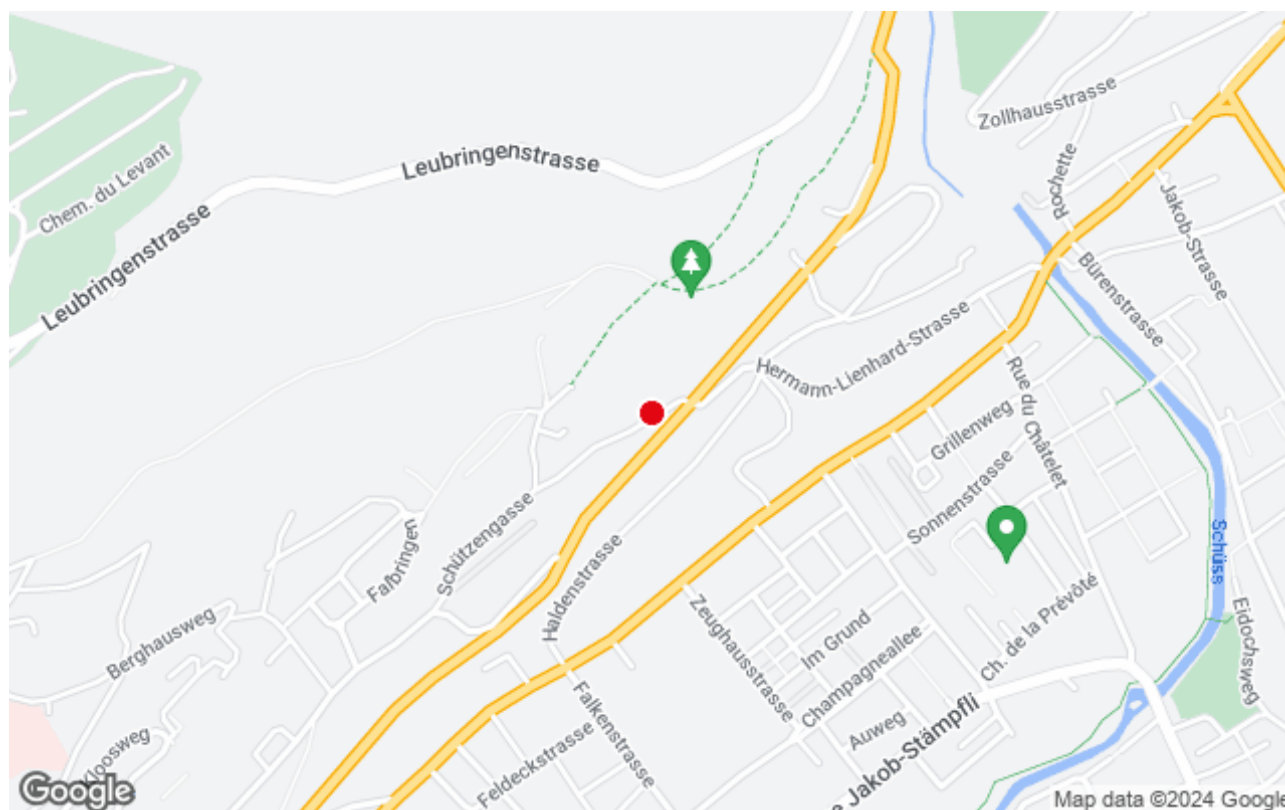 Zollhausstrasse
Leubringenstrasse
Chem. du Levant
Rochette
Jakob-Strasse
Leubringenstrasse
Bürenstrasse
Hermann-Lienhard-Strasse
Rue du Châtelet
Grillenweg
Sonnenstrasse
Schützengasse
Falbringen
Schüss
Haldenstrasse
Zeughausstrasse
Im Grund
Ch. de la Prévôté
Eidochsweg
Berghausweg
Champagneallee
Falkenstrasse
Auweg
Feldeckstrasse
Jakob-Stämpfli
Kloosweg
Google
Map data ©2024 Google